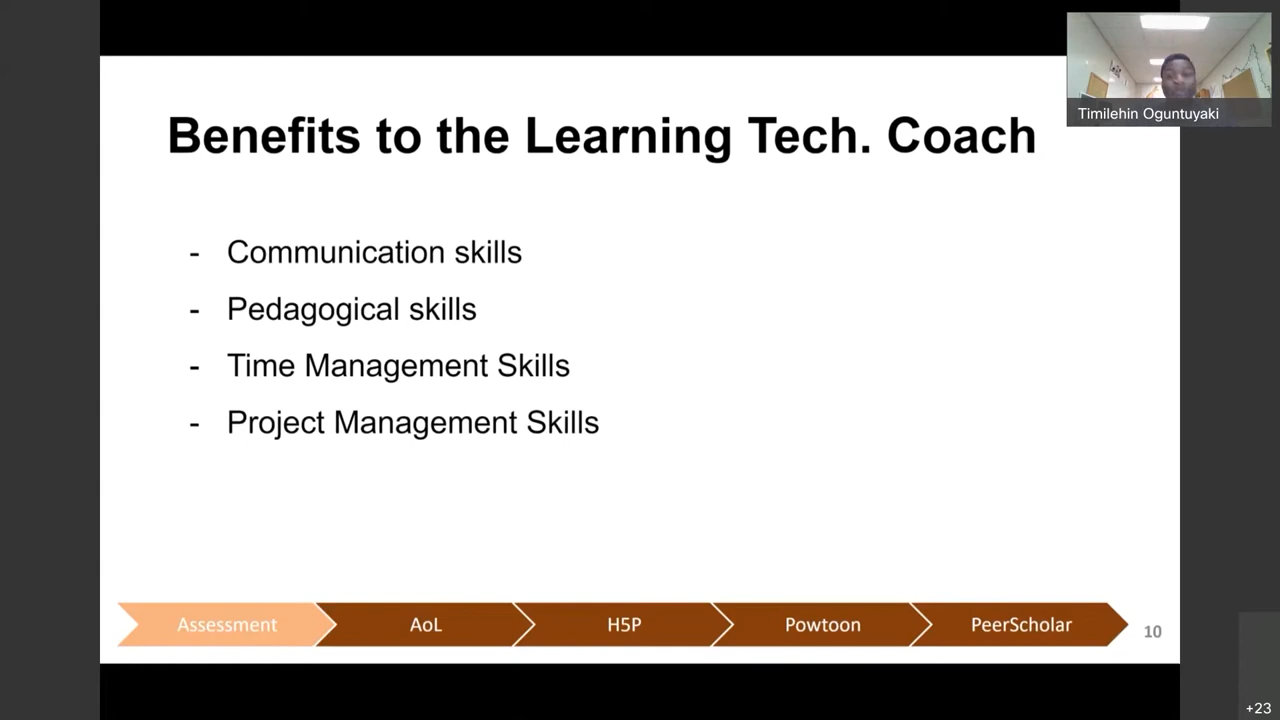 Timilehin Oguntuyaki
Benefits to the Learning Tech. Coach
- Communication skills
- Pedagogical skills
- Time Management Skills
- Project Management Skills
Assessment
AoL
H5P
Powtoon
PeerScholar
10
+23